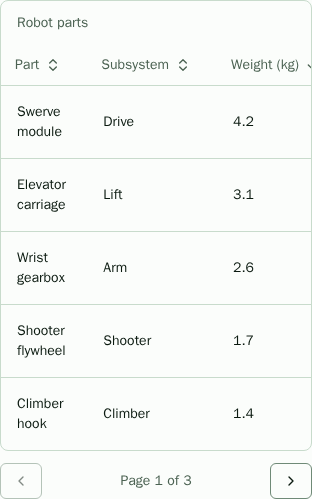 Robot parts
Part Subsystem Weight (kg)
Swerve
module Drive 4.2
Elevator
carriage Lift 3.1
Wrist
gearbox Arm 2.6
Shooter
flywheel Shooter 1.7
Climber
hook Climber 1.4
Page 1 of 3